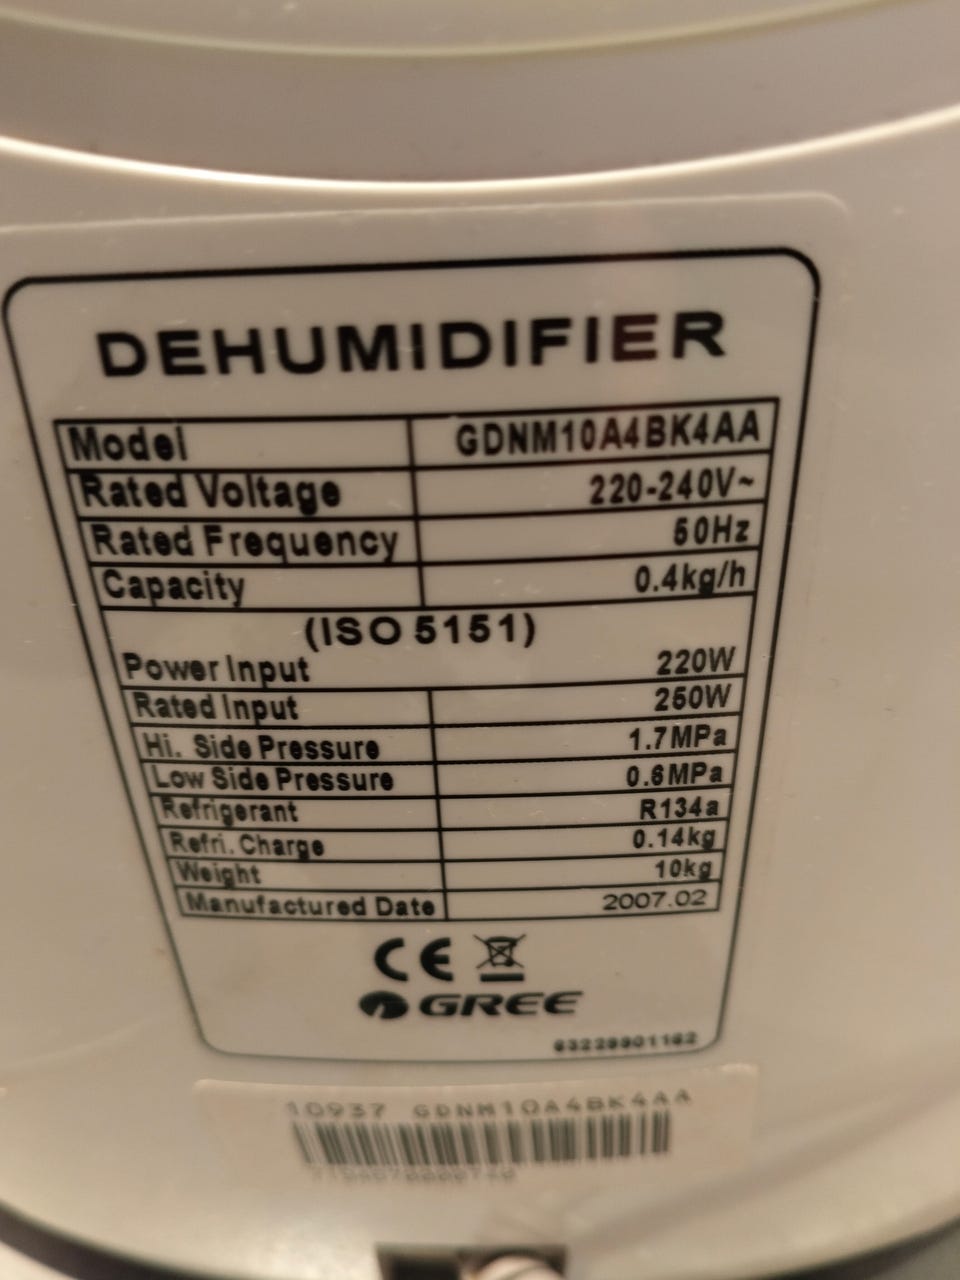 DEHUMIDIFIER
Model GDNM10A4BK4AA
Rated Voltage 220-240V~
Rated Frequency 50Hz
Capacity 0.4kg/h
(ISO 5151)
Power Input 220W
Rated Input 250W
Hi. Side Pressure 1.7MPa
Low Side Pressure 0.6MPa
Refrigerant R134a
Refri. Charge 0.14kg
Weight 10kg
Manufactured Date 2007.02
CE
GREE
63229901162
10937 GDNM10A4BK4AA